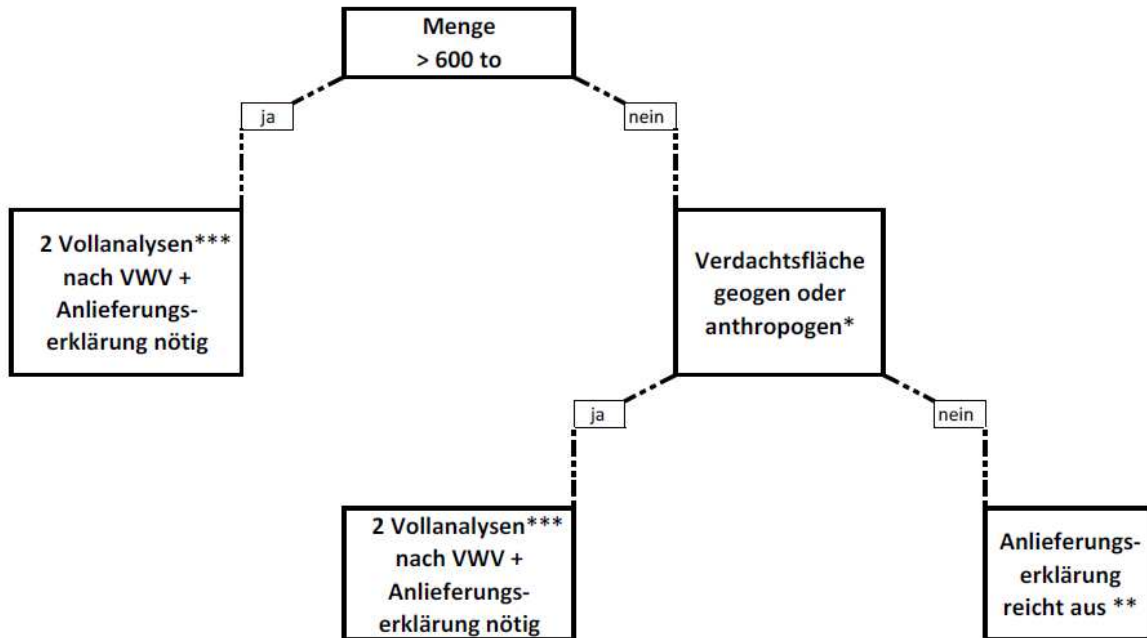 Menge
> 600 to
ja
nein
2 Vollanalysen***
nach VWV +
Anlieferungs-
erklärung nötig
Verdachtsfläche
geogen oder
anthropogen*
ja
nein
2 Vollanalysen***
nach VWV +
Anlieferungs-
erklärung nötig
Anlieferungs-
erklärung
reicht aus **